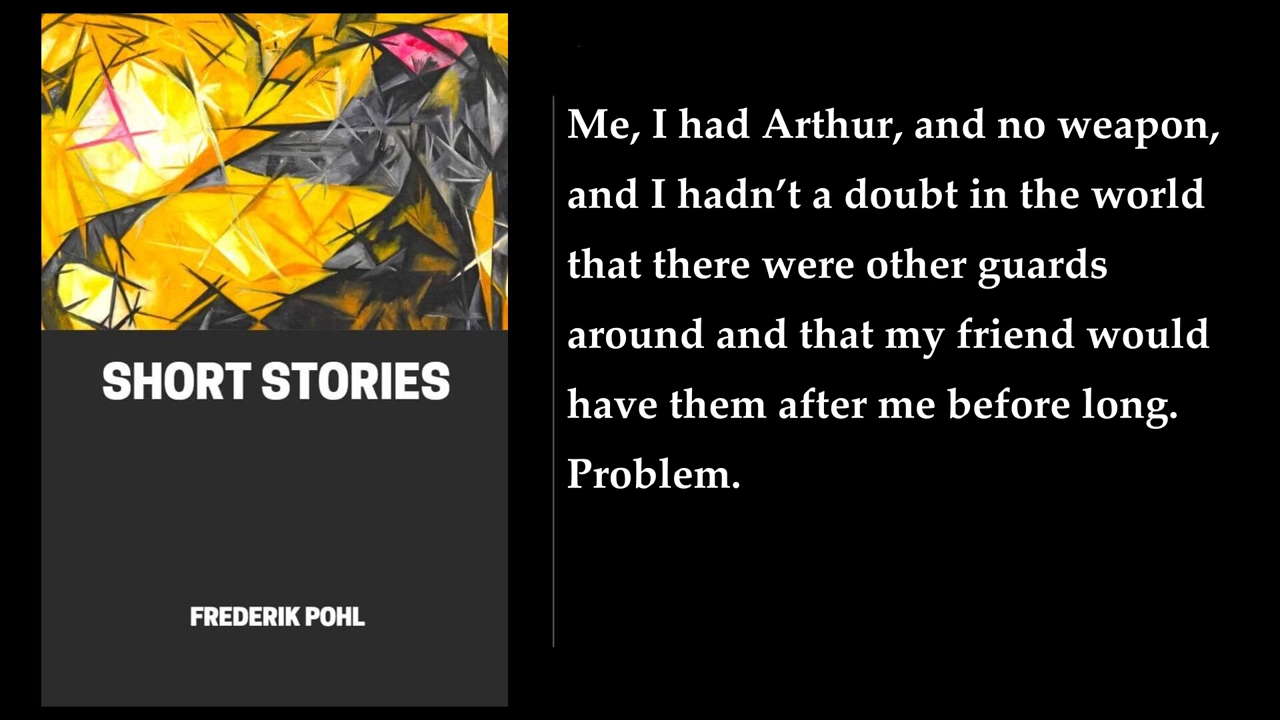 SHORT STORIES
FREDERIK POHL
Me, I had Arthur, and no weapon,
and I hadn’t a doubt in the world
that there were other guards
around and that my friend would
have them after me before long.
Problem.